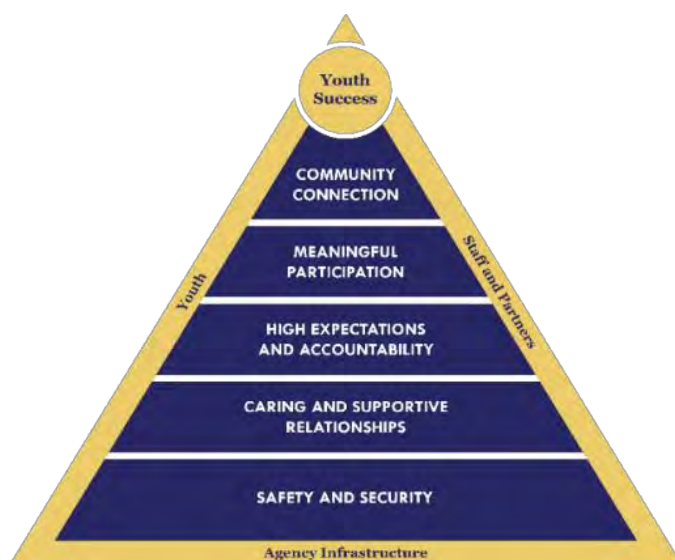 Youth
Success
COMMUNITY
CONNECTION
MEANINGFUL
PARTICIPATION
Youth
Staff and Partners
HIGH EXPECTATIONS
AND ACCOUNTABILITY
CARING AND SUPPORTIVE
RELATIONSHIPS
SAFETY AND SECURITY
Agency Infrastructure